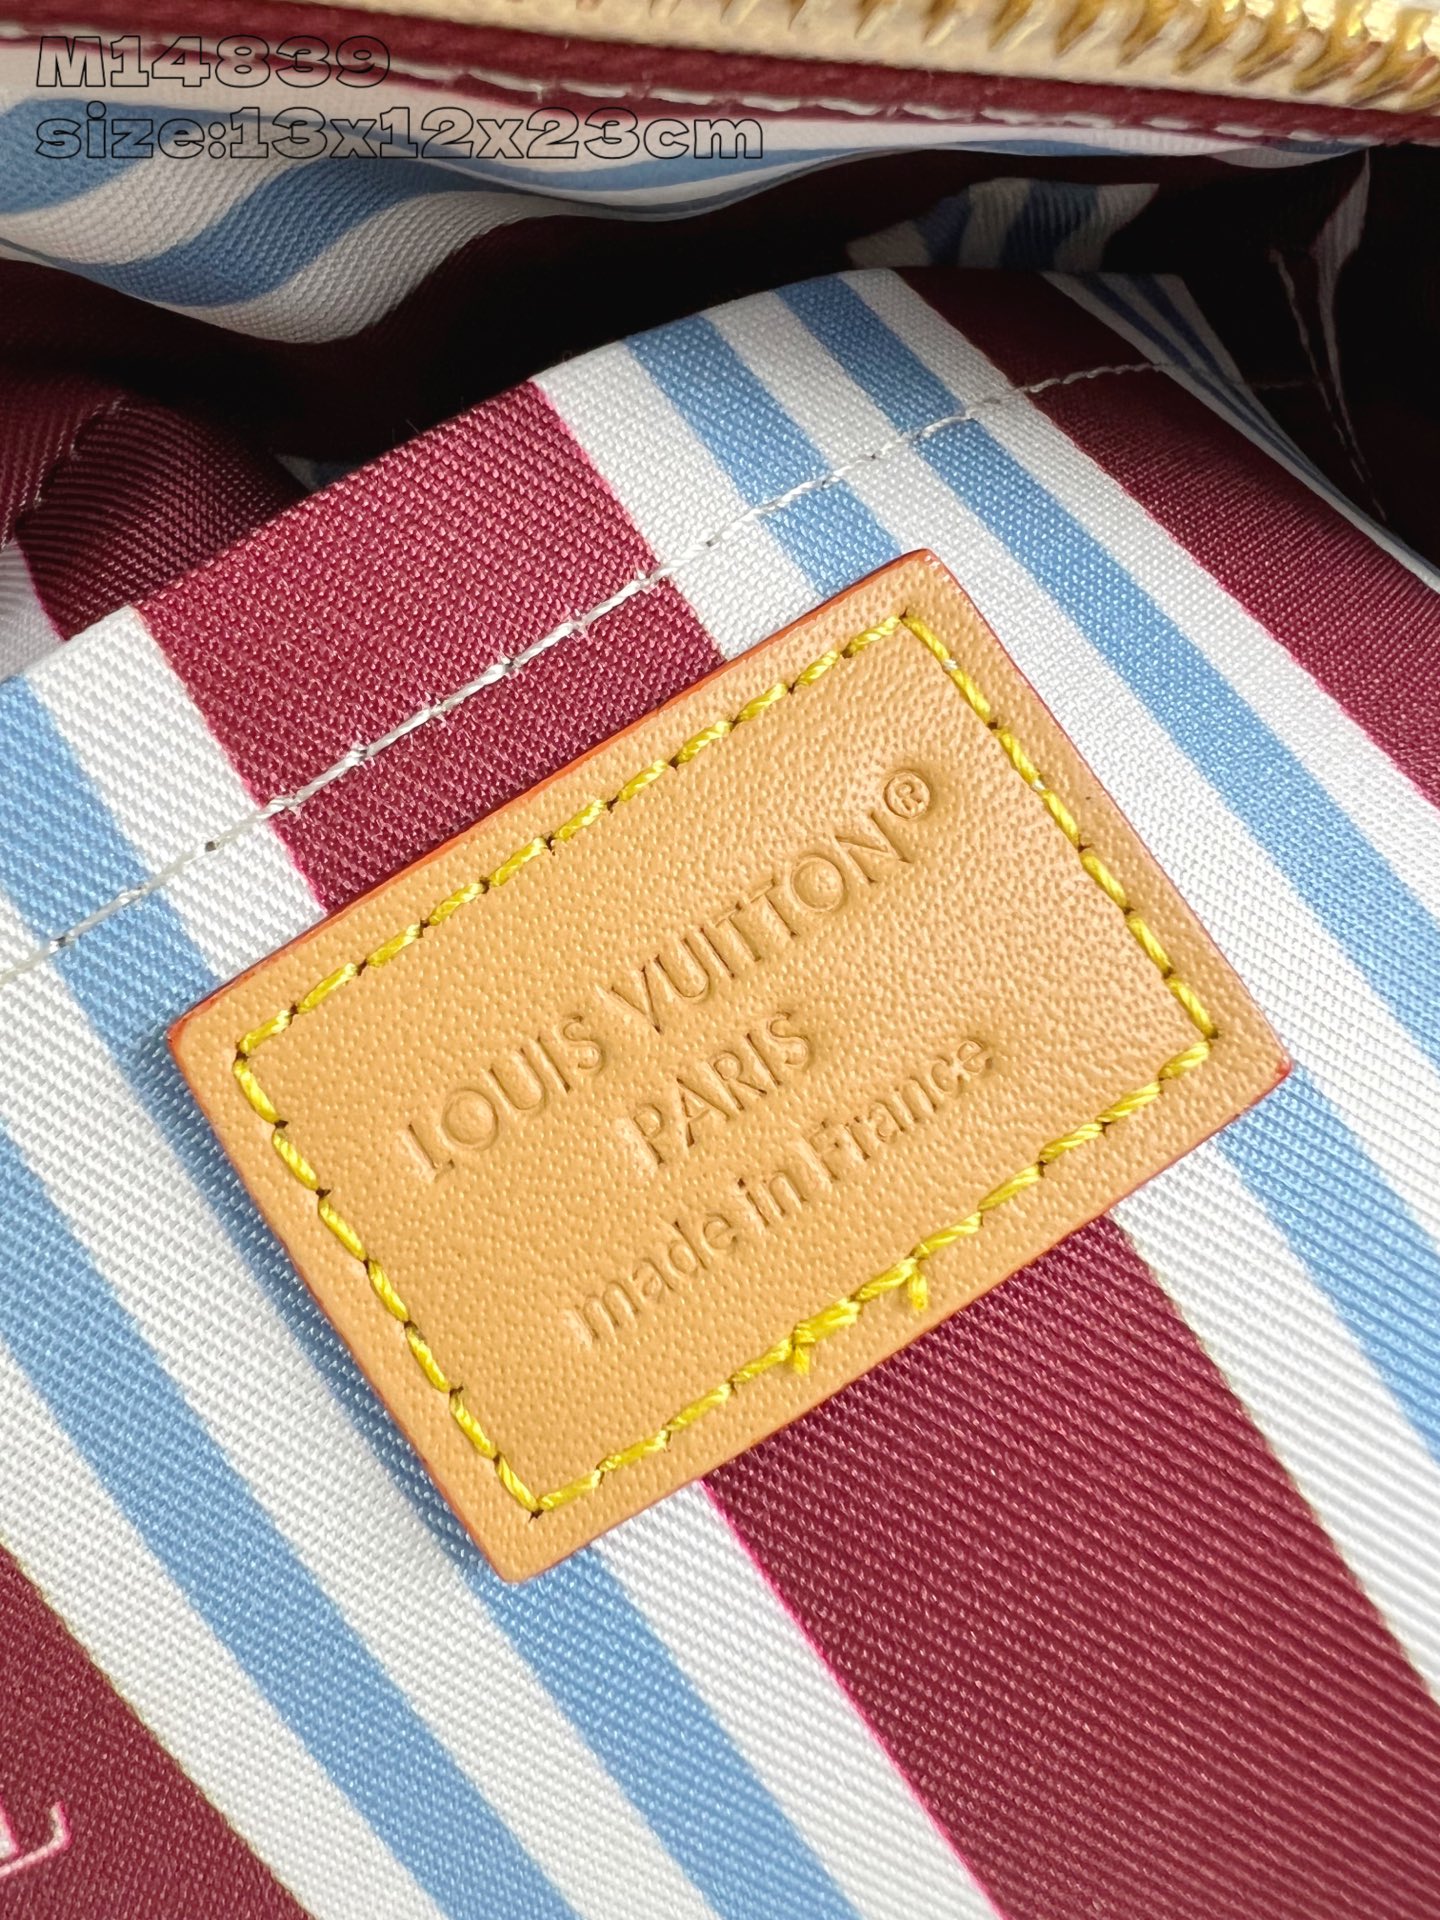 M14839
size:13x12x23cm
LOUIS VUITTON®
PARIS
made in France